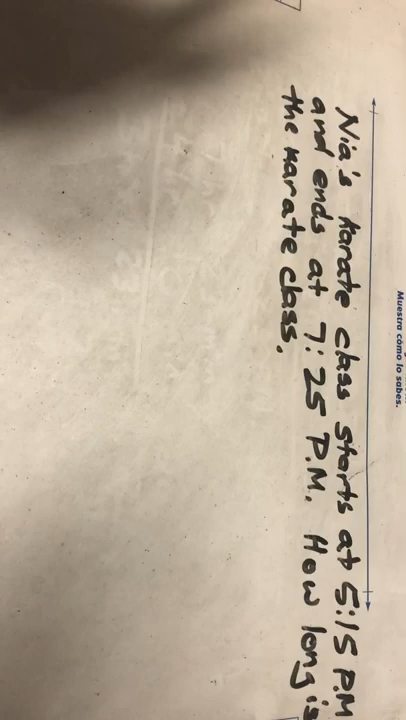 Muestra cómo lo sabes.
Nia's karate class starts at 5:15 P.M
and ends at 7:25 P.M. How long is
the karate class.